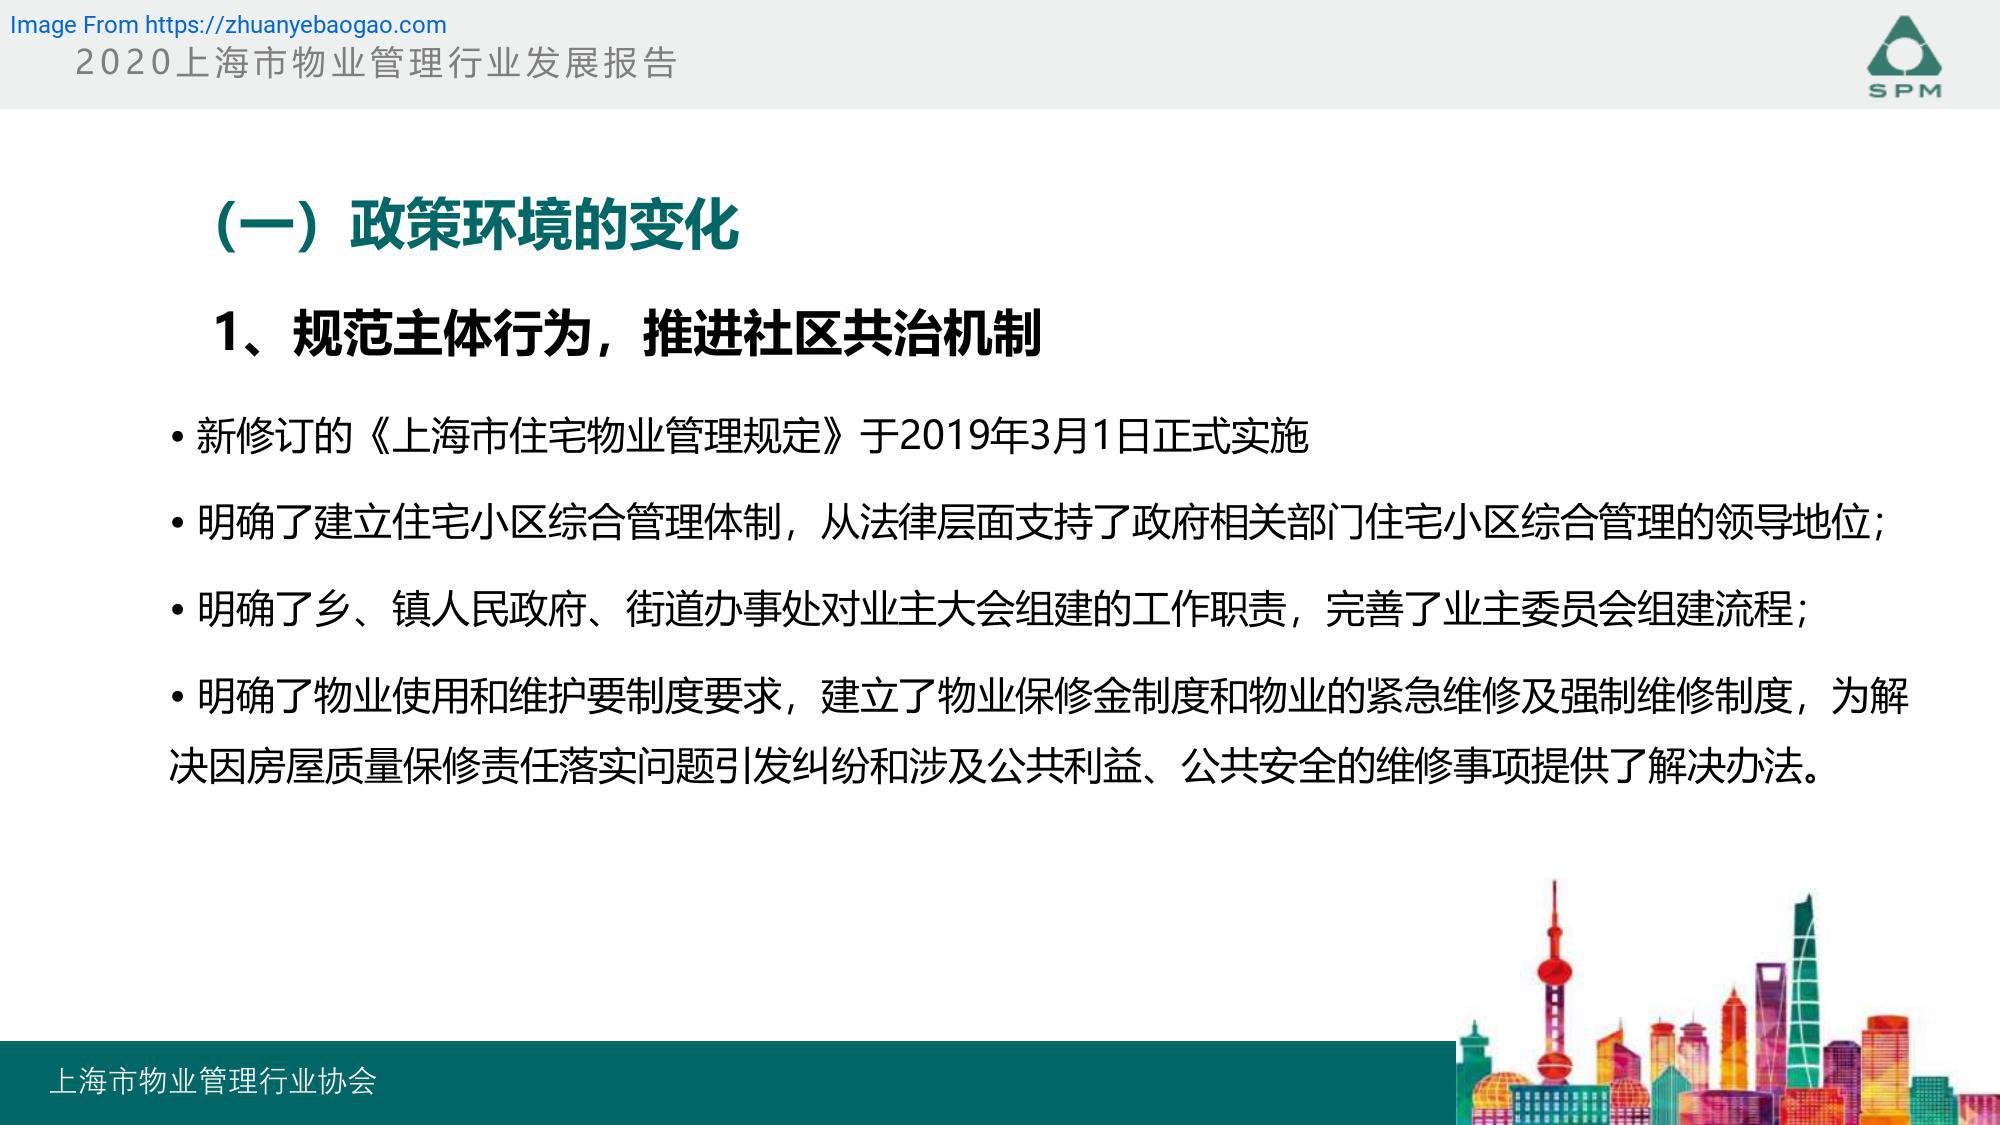 Image From https://zhuanyebaogao.com
2020上海市物业管理行业发展报告
SPM
（一）政策环境的变化
1、规范主体行为，推进社区共治机制
• 新修订的《上海市住宅物业管理规定》于2019年3月1日正式实施
• 明确了建立住宅小区综合管理体制，从法律层面支持了政府相关部门住宅小区综合管理的领导地位；
• 明确了乡、镇人民政府、街道办事处对业主大会组建的工作职责，完善了业主委员会组建流程；
• 明确了物业使用和维护要制度要求，建立了物业保修金制度和物业的紧急维修及强制维修制度，为解
决因房屋质量保修责任落实问题引发纠纷和涉及公共利益、公共安全的维修事项提供了解决办法。
上海市物业管理行业协会